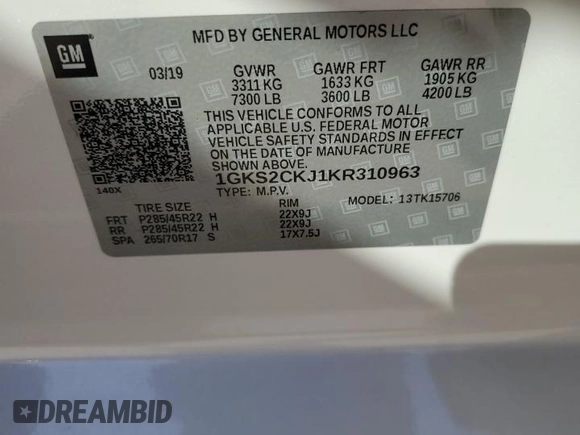 GM
MFD BY GENERAL MOTORS LLC
03/19 GVWR GAWR FRT GAWR RR
3311 KG 1633 KG 1905 KG
7300 LB 3600 LB 4200 LB
THIS VEHICLE CONFORMS TO ALL
APPLICABLE U.S. FEDERAL MOTOR
VEHICLE SAFETY STANDARDS IN EFFECT
ON THE DATE OF MANUFACTURE
SHOWN ABOVE.
1GKS2CKJ1KR310963
140X
TYPE: M.P.V. MODEL: 13TK15706
TIRE SIZE RIM
FRT P285/45R22 H 22X9J
RR P285/45R22 H 22X9J
SPA 265/70R17 S 17X7.5J
DREAMBID